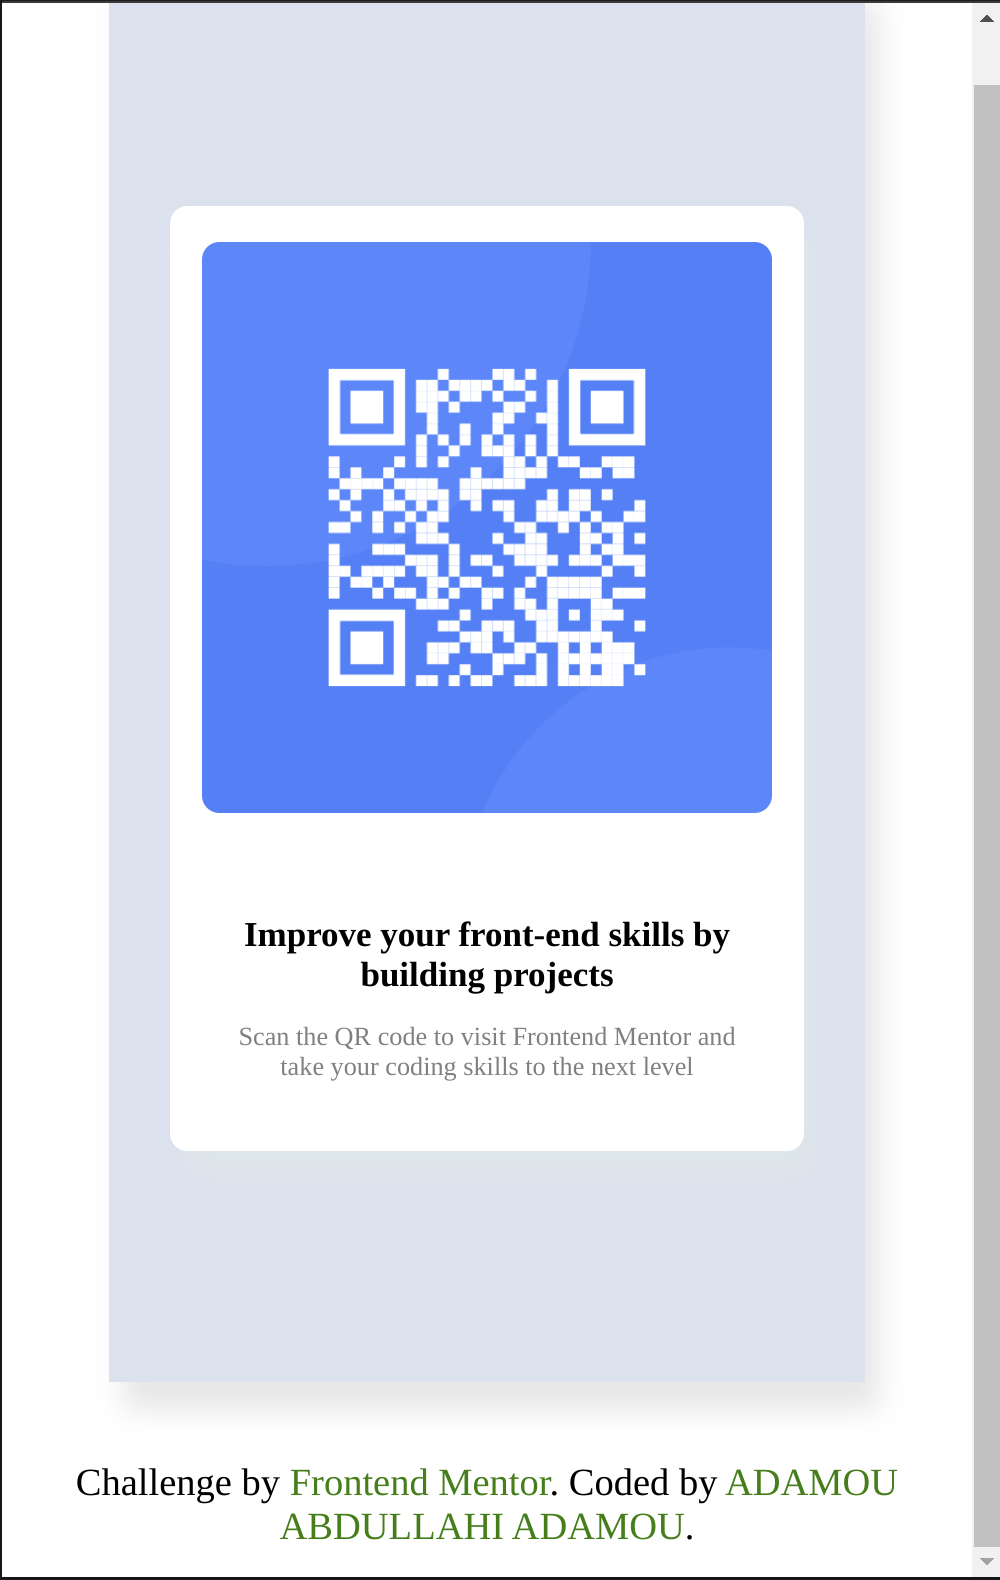 Improve your front-end skills by
building projects
Scan the QR code to visit Frontend Mentor and
take your coding skills to the next level
Challenge by Frontend Mentor. Coded by ADAMOU
ABDULLAHI ADAMOU.